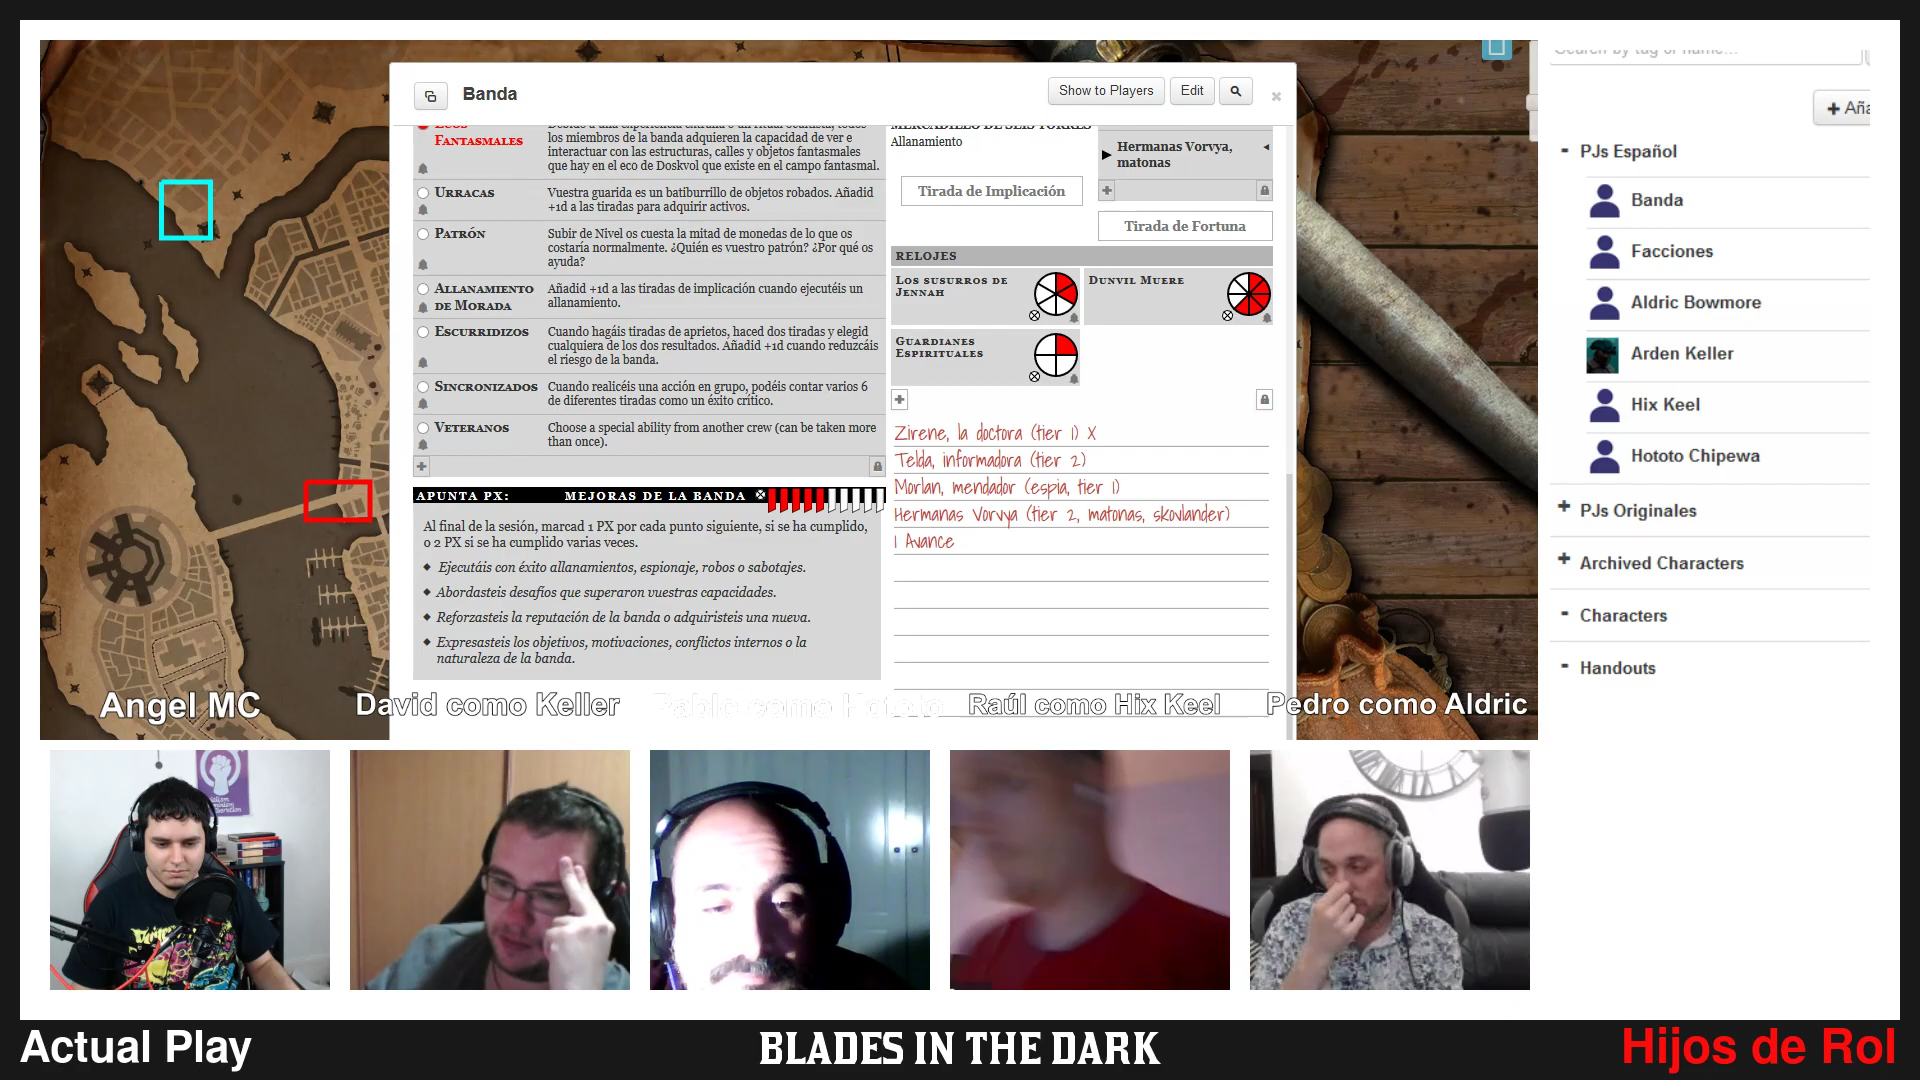 Banda
Show to Players
Edit
Fantasmales
los miembros de la banda adquieren la capacidad de ver e
interactuar con las estructuras, calles y objetos fantasmales
que hay en el eco de Doskvol que existe en el campo fantasmal.
Urracas
Vuestra guarida es un batiburrillo de objetos robados. Añadid
+1d a las tiradas para adquirir activos.
Patrón
Subir de Nivel os cuesta la mitad de monedas de lo que os
costaría normalmente. ¿Quién es vuestro patrón? ¿Por qué os
ayuda?
Allanamiento
de Morada
Añadid +1d a las tiradas de implicación cuando ejecutéis un
allanamiento.
Escurridizos
Cuando hagáis tiradas de aprietos, haced dos tiradas y elegid
cualquiera de los dos resultados. Añadid +1d cuando reduzcáis
el riesgo de la banda.
Sincronizados
Cuando realicéis una acción en grupo, podéis contar varios 6
de diferentes tiradas como un éxito crítico.
Veteranos
Choose a special ability from another crew (can be taken more
than once).
APUNTA PX:
MEJORAS DE LA BANDA
Al final de la sesión, marcad 1 PX por cada punto siguiente, si se ha cumplido,
o 2 PX si se ha cumplido varias veces.
Ejecutáis con éxito allanamientos, espionaje, robos o sabotajes.
Abordasteis desafíos que superaron vuestras capacidades.
Reforzasteis la reputación de la banda o adquiristeis una nueva.
Expresasteis los objetivos, motivaciones, conflictos internos o la
naturaleza de la banda.
MERCADILLO DE SEIS TORRES
Allanamiento
Tirada de Implicación
Hermanas Vorvya,
matonas
Tirada de Fortuna
RELOJES
Los susurros de
Jennah
Dunvil Muere
Guardianes
Espirituales
Zirene, la doctora (tier 1) X
Telda, informadora (tier 2)
Morlan, mendador (espia, tier 1)
Hermanas Vorvya (tier 2, matonas, skovlander)
1 Avance
Search by tag or name...
+ Aña
PJs Español
Banda
Facciones
Aldric Bowmore
Arden Keller
Hix Keel
Hototo Chipewa
PJs Originales
Archived Characters
Characters
Handouts
Angel MC
David como Keller
Pablo como Hototo
Raúl como Hix Keel
Pedro como Aldric
Actual Play
BLADES IN THE DARK
Hijos de Rol